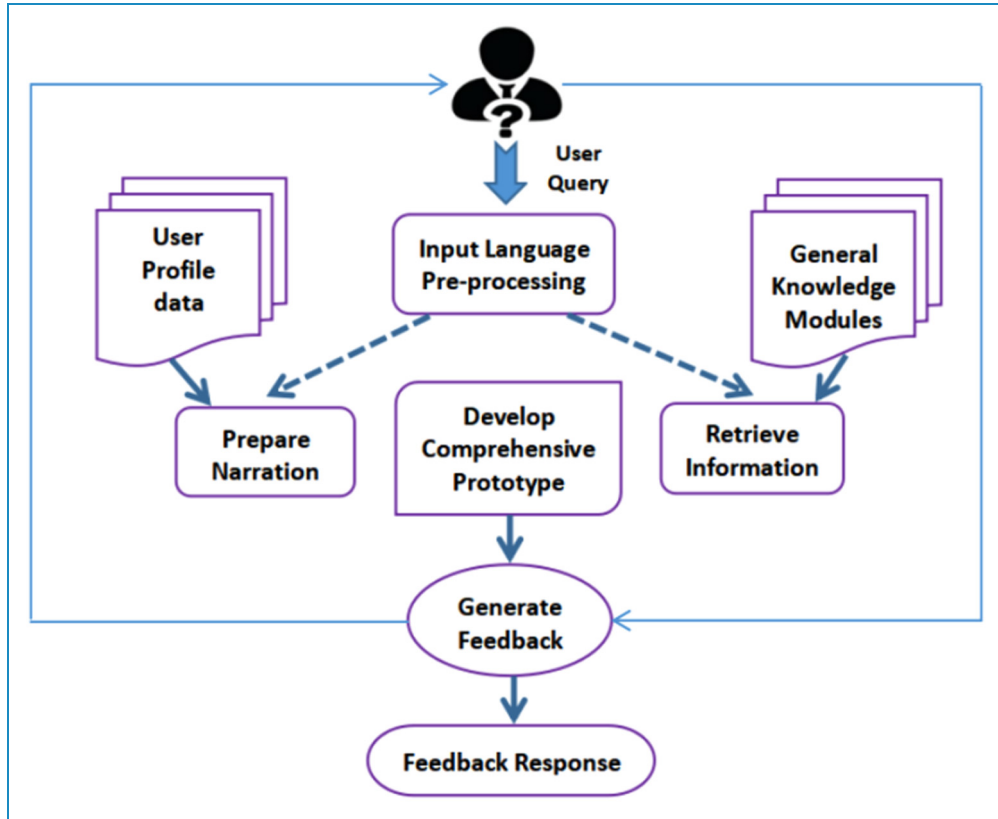 ?
User
Query
User
Profile
data
Input Language
Pre-processing
General
Knowledge
Modules
Prepare
Narration
Develop
Comprehensive
Prototype
Retrieve
Information
Generate
Feedback
Feedback Response